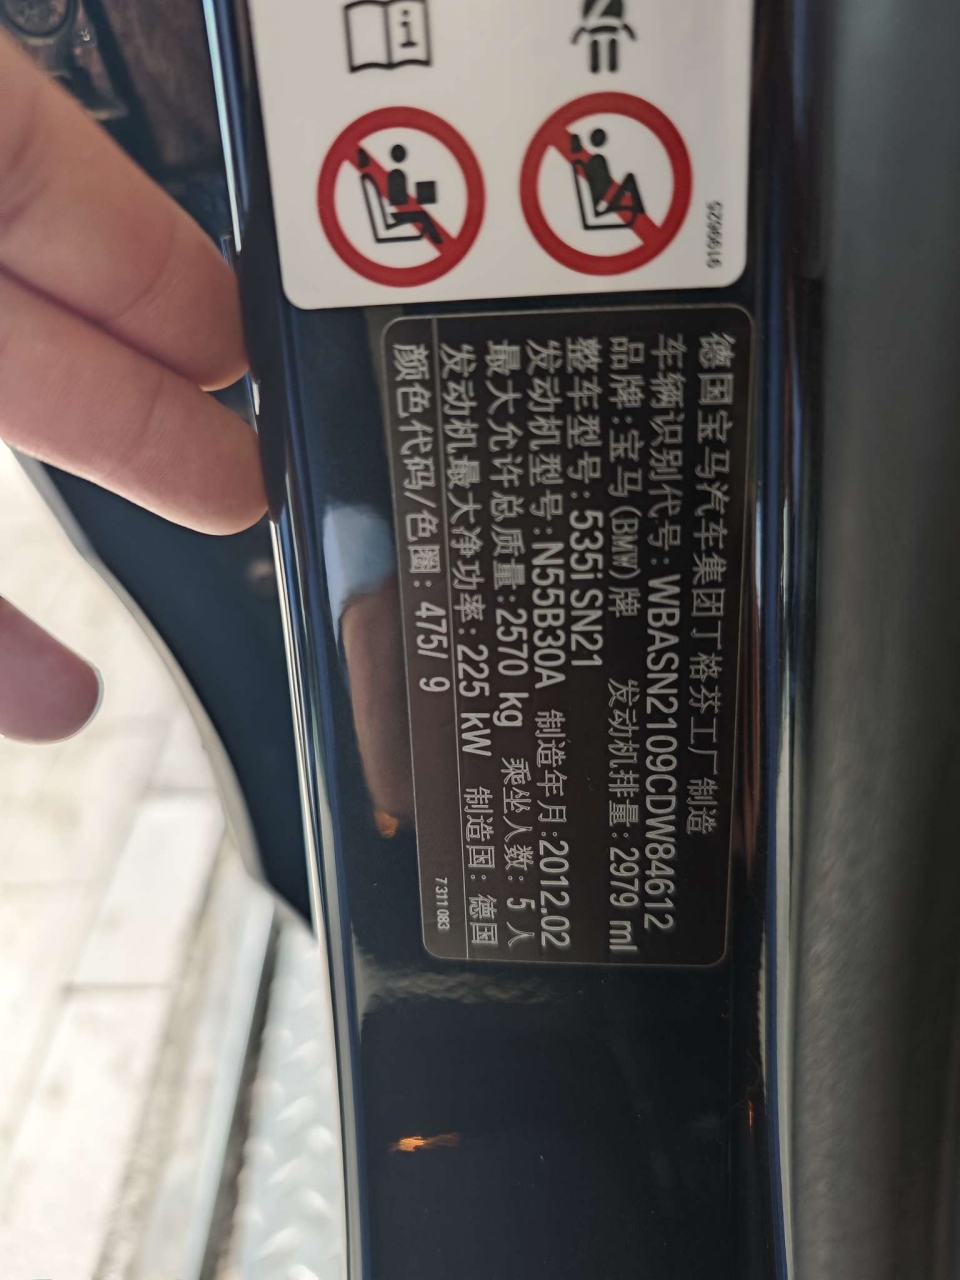 9199625
德国宝马汽车集团丁格芬工厂制造
车辆识别代号:WBASN2109CDW84612
品牌:宝马(BMW)牌 发动机排量:2979 ml
整车型号:535i SN21
发动机型号:N55B30A 制造年月:2012.02
最大允许总质量:2570 kg 乘坐人数:5人
发动机最大净功率:225 kW 制造国:德国
颜色代码/色圈:475/ 9
7 311 083